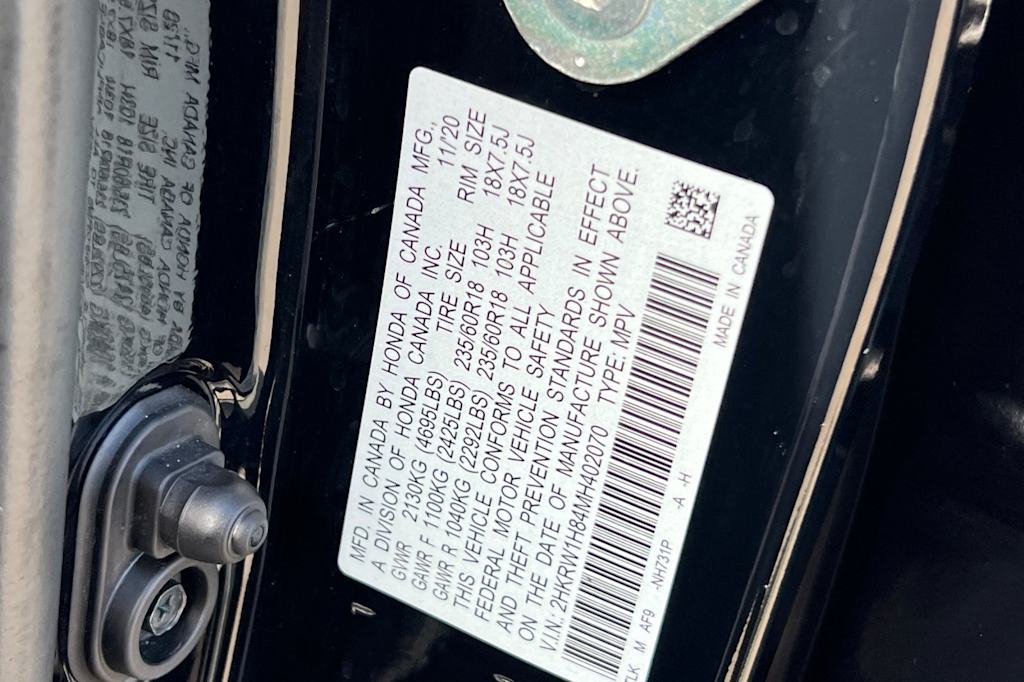 MFD. IN CANADA BY HONDA OF CANADA MFG.,
A DIVISION OF HONDA CANADA INC. 11/20
GVWR 2130KG (4695LBS) TIRE SIZE RIM SIZE
GAWR F 1100KG (2425LBS) 235/60R18 103H 18X7.5J
GAWR R 1040KG (2292LBS) 235/60R18 103H 18X7.5J
THIS VEHICLE CONFORMS TO ALL APPLICABLE
FEDERAL MOTOR VEHICLE SAFETY
AND THEFT PREVENTION STANDARDS IN EFFECT
ON THE DATE OF MANUFACTURE SHOWN ABOVE.
V.I.N.: 2HKRW1H84MH402070 TYPE: MPV
TLK M AF9 -NH731P -A -H MADE IN CANADA